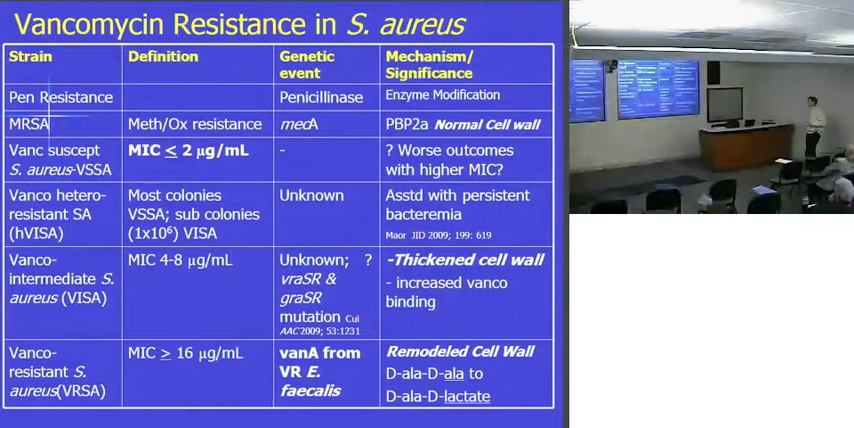 Vancomycin Resistance in S. aureus
Strain
Definition
Genetic
event
Mechanism/
Significance
Pen Resistance
Penicillinase
Enzyme Modification
MRSA
Meth/Ox resistance
mecA
PBP2a Normal Cell wall
Vanc suscept
S. aureus-VSSA
MIC ≤ 2 μg/mL
-
? Worse outcomes
with higher MIC?
Vanco hetero-
resistant SA
(hVISA)
Most colonies
VSSA; sub colonies
(1x10⁶) VISA
Unknown
Asstd with persistent
bacteremia
Maor JID 2009; 199: 619
Vanco-
intermediate S.
aureus (VISA)
MIC 4-8 μg/mL
Unknown; ?
vraSR &
graSR
mutation Cui
AAC 2009; 53:1231
-Thickened cell wall
- increased vanco
binding
Vanco-
resistant S.
aureus(VRSA)
MIC ≥ 16 μg/mL
vanA from
VR E.
faecalis
Remodeled Cell Wall
D-ala-D-ala to
D-ala-D-lactate